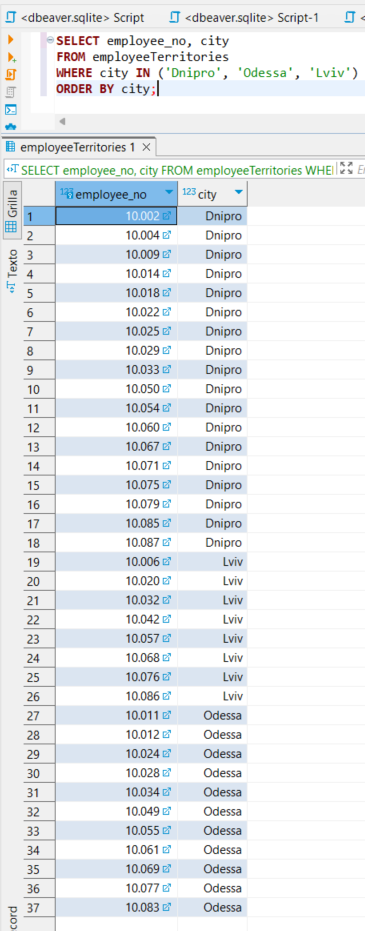 <dbeaver.sqlite> Script <dbeaver.sqlite> Script-1
SELECT employee_no, city
FROM employeeTerritories
WHERE city IN ('Dnipro', 'Odessa', 'Lviv')
ORDER BY city;
employeeTerritories 1
SELECT employee_no, city FROM employeeTerritories WHE
Grilla
Texto
cord
123 employee_no 123 city
1 10.002 Dnipro
2 10.004 Dnipro
3 10.009 Dnipro
4 10.014 Dnipro
5 10.018 Dnipro
6 10.022 Dnipro
7 10.025 Dnipro
8 10.029 Dnipro
9 10.033 Dnipro
10 10.050 Dnipro
11 10.054 Dnipro
12 10.060 Dnipro
13 10.067 Dnipro
14 10.071 Dnipro
15 10.075 Dnipro
16 10.079 Dnipro
17 10.085 Dnipro
18 10.087 Dnipro
19 10.006 Lviv
20 10.020 Lviv
21 10.032 Lviv
22 10.042 Lviv
23 10.057 Lviv
24 10.068 Lviv
25 10.076 Lviv
26 10.086 Lviv
27 10.011 Odessa
28 10.012 Odessa
29 10.024 Odessa
30 10.028 Odessa
31 10.034 Odessa
32 10.049 Odessa
33 10.055 Odessa
34 10.061 Odessa
35 10.069 Odessa
36 10.077 Odessa
37 10.083 Odessa